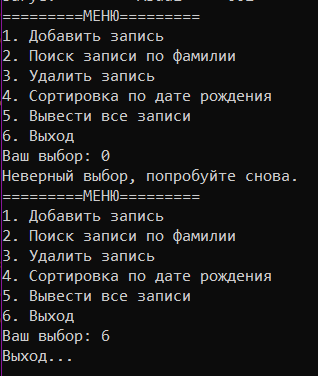 =========МЕНЮ=========
1. Добавить запись
2. Поиск записи по фамилии
3. Удалить запись
4. Сортировка по дате рождения
5. Вывести все записи
6. Выход
Ваш выбор: 0
Неверный выбор, попробуйте снова.
=========МЕНЮ=========
1. Добавить запись
2. Поиск записи по фамилии
3. Удалить запись
4. Сортировка по дате рождения
5. Вывести все записи
6. Выход
Ваш выбор: 6
Выход...